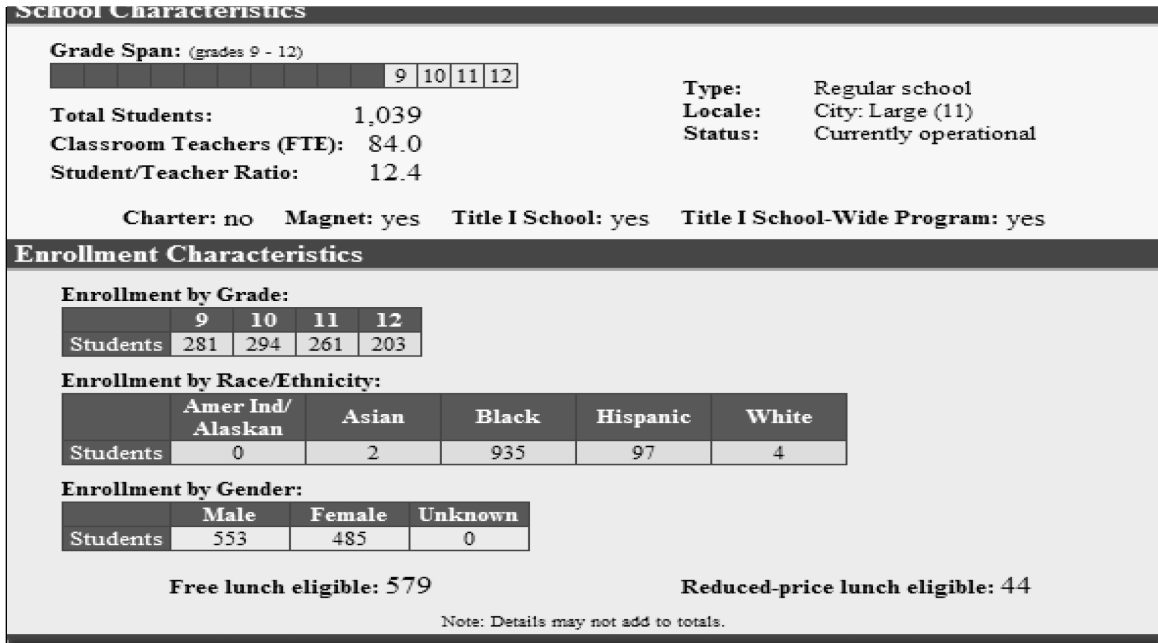 School Characteristics
Grade Span: (grades 9 - 12)
9 10 11 12
Type: Regular school
Locale: City: Large (11)
Status: Currently operational
Total Students: 1,039
Classroom Teachers (FTE): 84.0
Student/Teacher Ratio: 12.4
Charter: no Magnet: yes Title I School: yes Title I School-Wide Program: yes
Enrollment Characteristics
Enrollment by Grade:
9 10 11 12
Students 281 294 261 203
Enrollment by Race/Ethnicity:
Amer Ind/ Alaskan Asian Black Hispanic White
Students 0 2 935 97 4
Enrollment by Gender:
Male Female Unknown
Students 553 485 0
Free lunch eligible: 579 Reduced-price lunch eligible: 44
Note: Details may not add to totals.